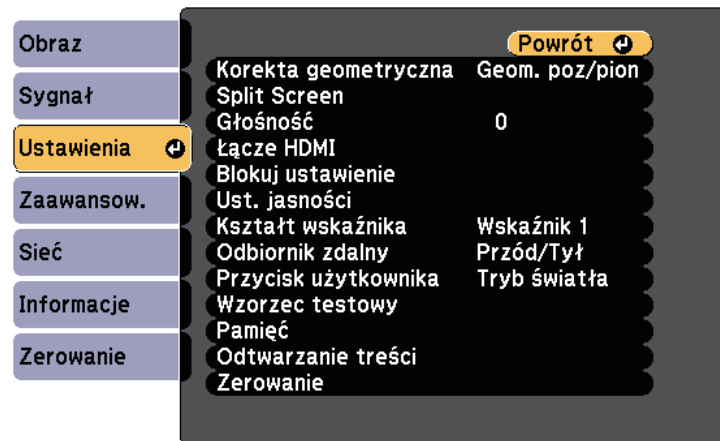 Obraz
Sygnał
Ustawienia
Zaawansow.
Sieć
Informacje
Zerowanie
Powrót
Korekta geometryczna Geom. poz/pion
Split Screen
Głośność 0
Łącze HDMI
Blokuj ustawienie
Ust. jasności
Kształt wskaźnika Wskaźnik 1
Odbiornik zdalny Przód/Tył
Przycisk użytkownika Tryb światła
Wzorzec testowy
Pamięć
Odtwarzanie treści
Zerowanie